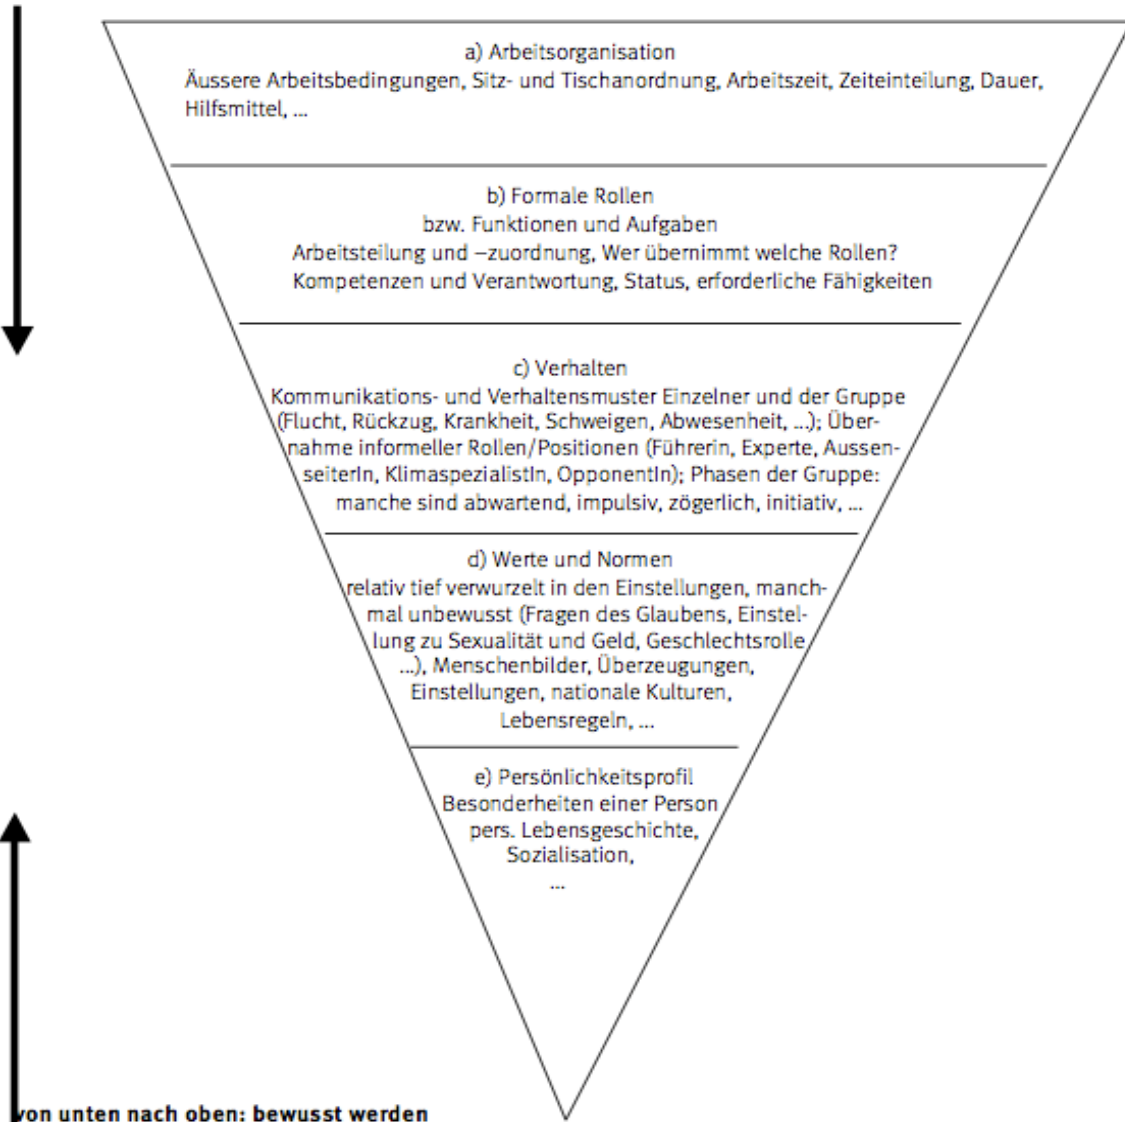 a) Arbeitsorganisation
Äussere Arbeitsbedingungen, Sitz- und Tischanordnung, Arbeitszeit, Zeiteinteilung, Dauer,
Hilfsmittel, ...
b) Formale Rollen
bzw. Funktionen und Aufgaben
Arbeitsteilung und –zuordnung, Wer übernimmt welche Rollen?
Kompetenzen und Verantwortung, Status, erforderliche Fähigkeiten
c) Verhalten
Kommunikations- und Verhaltensmuster Einzelner und der Gruppe
(Flucht, Rückzug, Krankheit, Schweigen, Abwesenheit, ...); Über-
nahme informeller Rollen/Positionen (Führerin, Experte, Aussen-
seiterIn, KlimaspezialistIn, OpponentIn); Phasen der Gruppe:
manche sind abwartend, impulsiv, zögerlich, initiativ, ...
d) Werte und Normen
relativ tief verwurzelt in den Einstellungen, manch-
mal unbewusst (Fragen des Glaubens, Einstel-
lung zu Sexualität und Geld, Geschlechtsrolle
...), Menschenbilder, Überzeugungen,
Einstellungen, nationale Kulturen,
Lebensregeln, ...
e) Persönlichkeitsprofil
Besonderheiten einer Person
pers. Lebensgeschichte,
Sozialisation,
...
von unten nach oben: bewusst werden